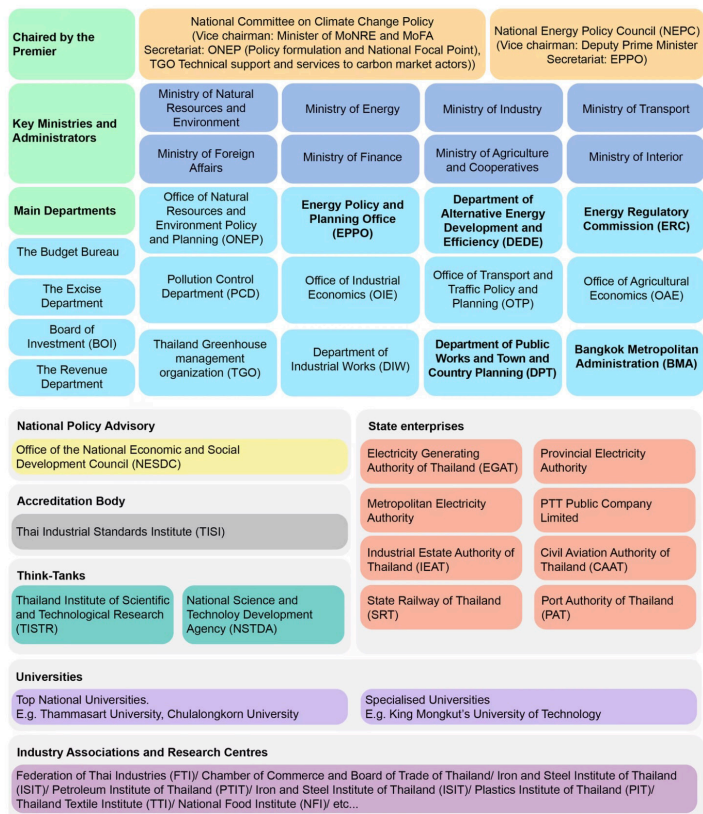 Chaired by the
Premier
National Committee on Climate Change Policy
(Vice chairman: Minister of MoNRE and MoFA
Secretariat: ONEP (Policy formulation and National Focal Point),
TGO Technical support and services to carbon market actors))
National Energy Policy Council (NEPC)
(Vice chairman: Deputy Prime Minister
Secretariat: EPPO)
Key Ministries and
Administrators
Ministry of Natural
Resources and
Environment
Ministry of Energy
Ministry of Industry
Ministry of Transport
Ministry of Foreign
Affairs
Ministry of Finance
Ministry of Agriculture
and Cooperatives
Ministry of Interior
Main Departments
The Budget Bureau
The Excise
Department
Board of
Investment (BOI)
The Revenue
Department
Office of Natural
Resources and
Environment Policy
and Planning (ONEP)
Energy Policy and
Planning Office
(EPPO)
Department of
Alternative Energy
Development and
Efficiency (DEDE)
Energy Regulatory
Commission (ERC)
Pollution Control
Department (PCD)
Office of Industrial
Economics (OIE)
Office of Transport and
Traffic Policy and
Planning (OTP)
Office of Agricultural
Economics (OAE)
Thailand Greenhouse
management
organization (TGO)
Department of
Industrial Works (DIW)
Department of Public
Works and Town and
Country Planning (DPT)
Bangkok Metropolitan
Administration (BMA)
National Policy Advisory
Office of the National Economic and Social
Development Council (NESDC)
Accreditation Body
Thai Industrial Standards Institute (TISI)
Think-Tanks
Thailand Institute of Scientific
and Technological Research
(TISTR)
National Science and
Technoloy Development
Agency (NSTDA)
State enterprises
Electricity Generating
Authority of Thailand (EGAT)
Provincial Electricity
Authority
Metropolitan Electricity
Authority
PTT Public Company
Limited
Industrial Estate Authority of
Thailand (IEAT)
Civil Aviation Authority of
Thailand (CAAT)
State Railway of Thailand
(SRT)
Port Authority of Thailand
(PAT)
Universities
Top National Universities.
E.g. Thammasart University, Chulalongkorn University
Specialised Universities
E.g. King Mongkut's University of Technology
Industry Associations and Research Centres
Federation of Thai Industries (FTI)/ Chamber of Commerce and Board of Trade of Thailand/ Iron and Steel Institute of Thailand
(ISIT)/ Petroleum Institute of Thailand (PTIT)/ Iron and Steel Institute of Thailand (ISIT)/ Plastics Institute of Thailand (PIT)/
Thailand Textile Institute (TTI)/ National Food Institute (NFI)/ etc...